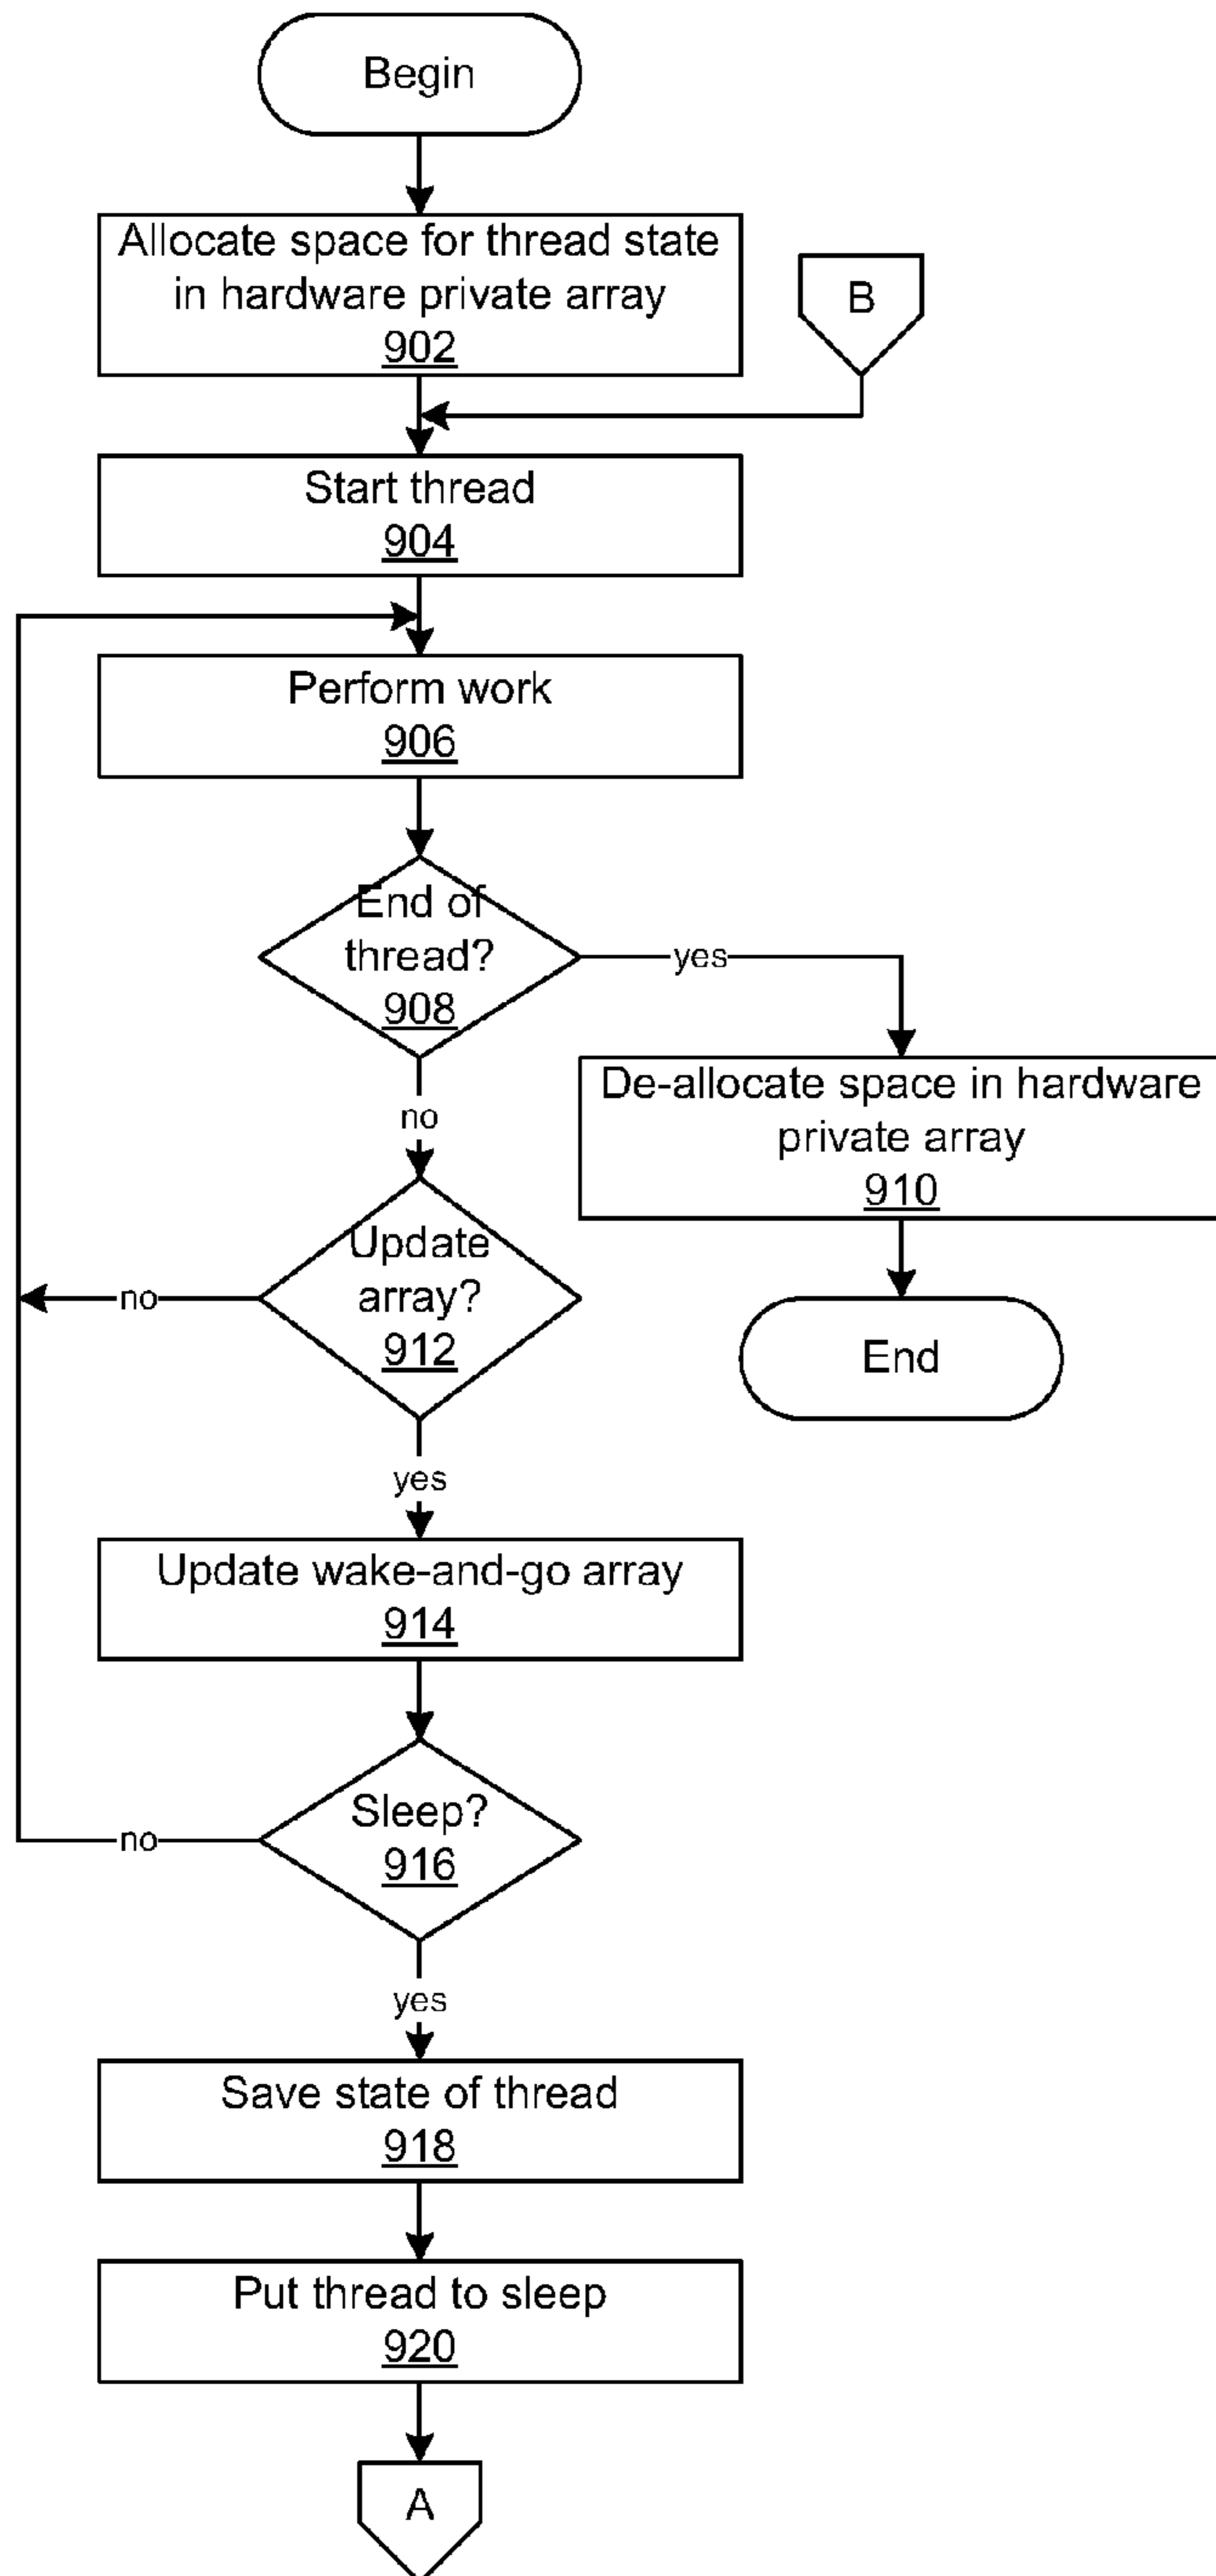 Begin
Allocate space for thread state
in hardware private array
902
B
Start thread
904
Perform work
906
End of
thread?
908
yes
no
De-allocate space in hardware
private array
910
Update
array?
912
no
End
yes
Update wake-and-go array
914
Sleep?
916
no
yes
Save state of thread
918
Put thread to sleep
920
A